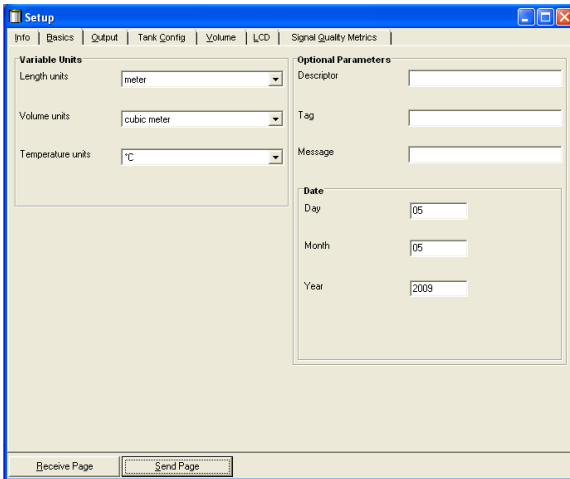 Setup
Info Basics Output Tank Config Volume LCD Signal Quality Metrics
Variable Units
Length units meter
Volume units cubic meter
Temperature units °C
Optional Parameters
Descriptor
Tag
Message
Date
Day 05
Month 05
Year 2009
Receive Page Send Page